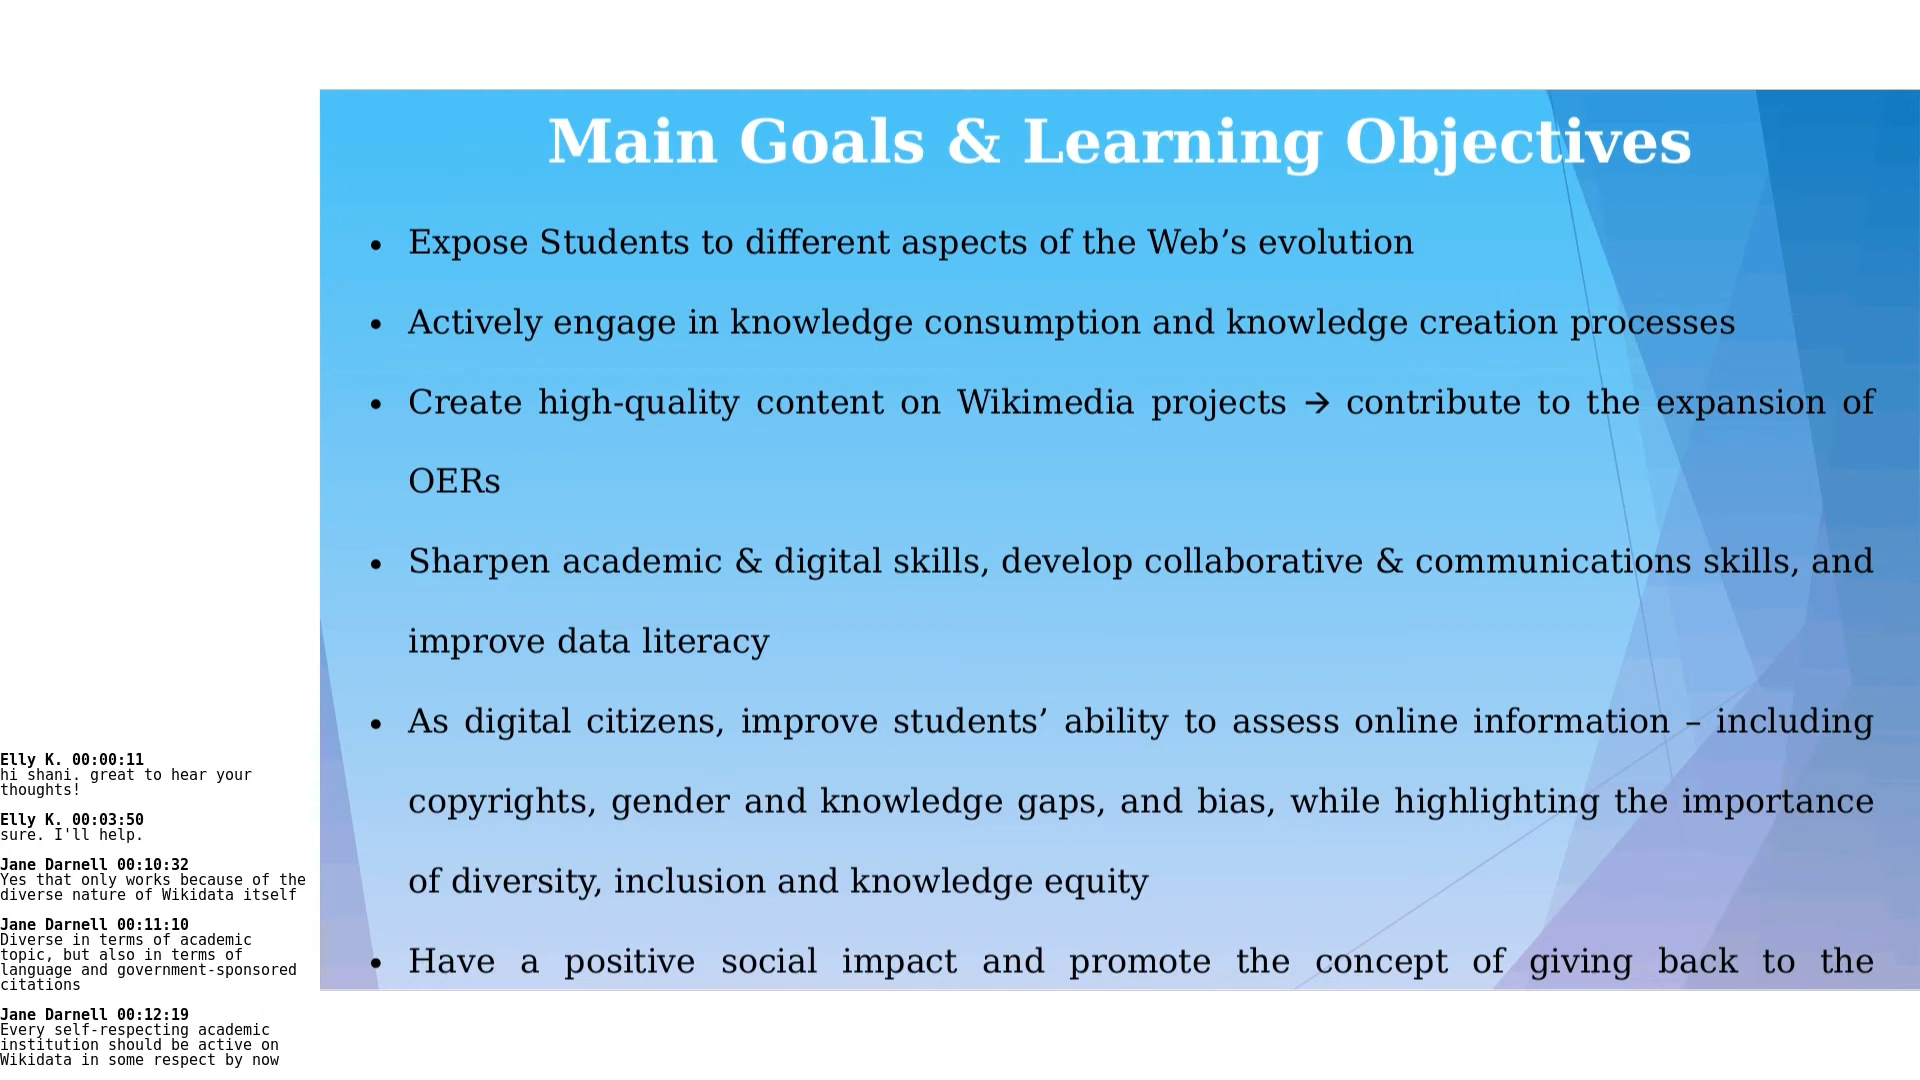 Main Goals & Learning Objectives
• Expose Students to different aspects of the Web’s evolution
• Actively engage in knowledge consumption and knowledge creation processes
• Create high-quality content on Wikimedia projects → contribute to the expansion of
OERs
• Sharpen academic & digital skills, develop collaborative & communications skills, and
improve data literacy
• As digital citizens, improve students’ ability to assess online information – including
copyrights, gender and knowledge gaps, and bias, while highlighting the importance
of diversity, inclusion and knowledge equity
• Have a positive social impact and promote the concept of giving back to the
Elly K. 00:00:11
hi shani. great to hear your
thoughts!
Elly K. 00:03:50
sure. I'll help.
Jane Darnell 00:10:32
Yes that only works because of the
diverse nature of Wikidata itself
Jane Darnell 00:11:10
Diverse in terms of academic
topic, but also in terms of
language and government-sponsored
citations
Jane Darnell 00:12:19
Every self-respecting academic
institution should be active on
Wikidata in some respect by now